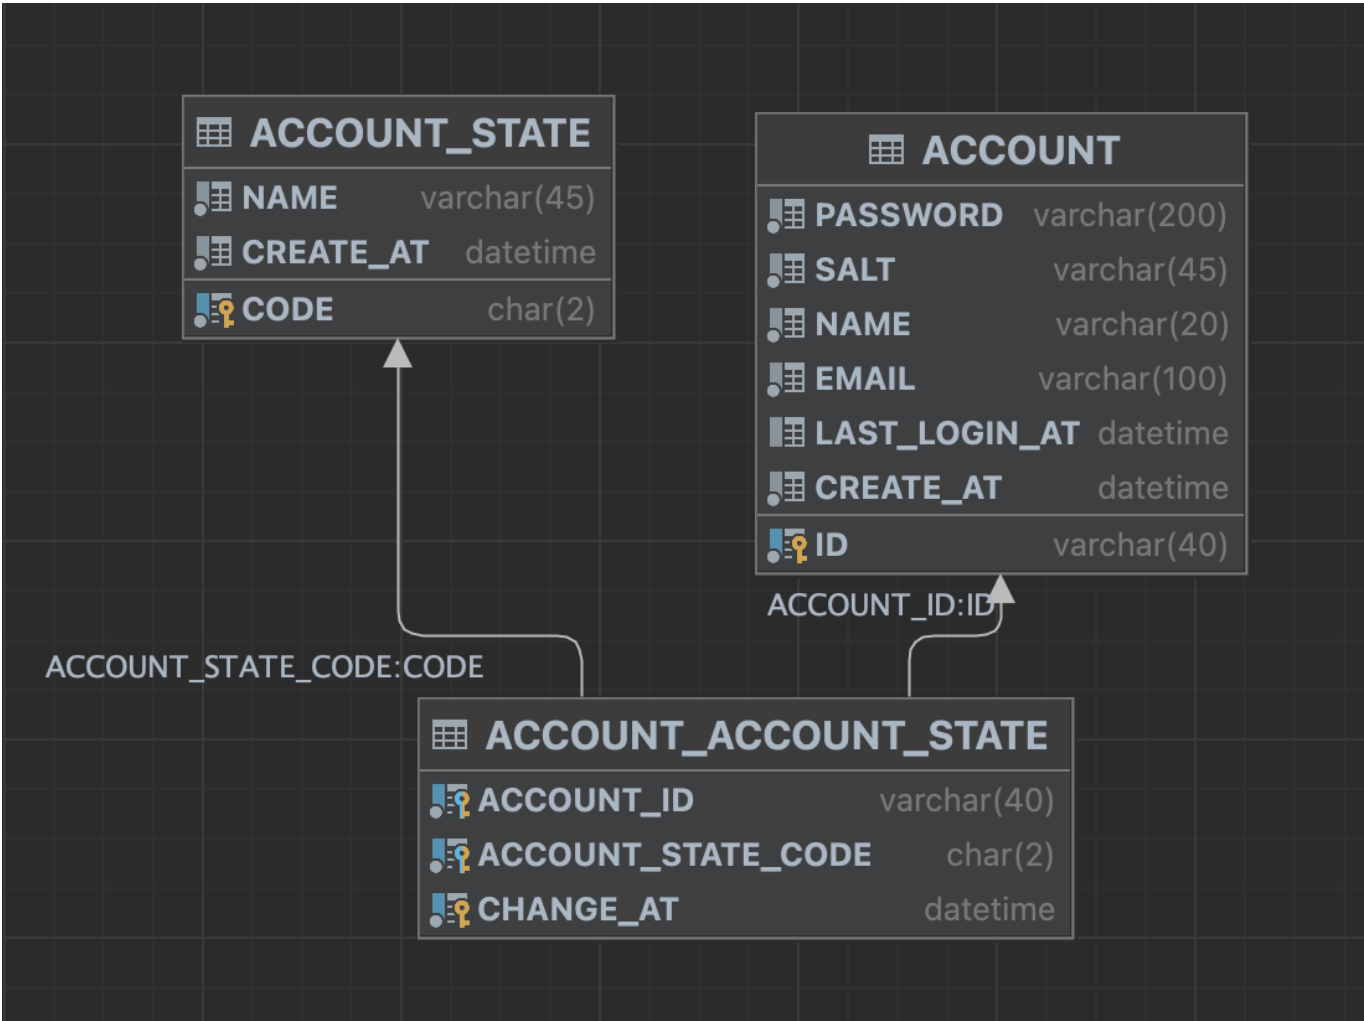 ACCOUNT_STATE
NAME varchar(45)
CREATE_AT datetime
CODE char(2)
ACCOUNT
PASSWORD varchar(200)
SALT varchar(45)
NAME varchar(20)
EMAIL varchar(100)
LAST_LOGIN_AT datetime
CREATE_AT datetime
ID varchar(40)
ACCOUNT_ID:ID
ACCOUNT_STATE_CODE:CODE
ACCOUNT_ACCOUNT_STATE
ACCOUNT_ID varchar(40)
ACCOUNT_STATE_CODE char(2)
CHANGE_AT datetime